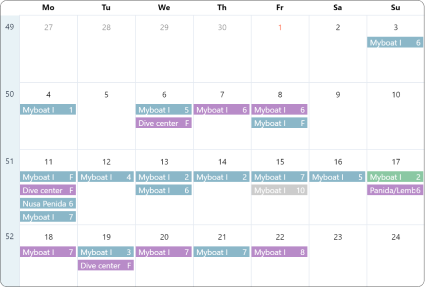 Mo Tu We Th Fr Sa Su
49 27 28 29 30 1 2 3
Myboat I 6
50 4 5 6 7 8 9 10
Myboat I 1 Myboat I 5 Myboat I 6 Myboat I 6
Dive center F Myboat I F
51 11 12 13 14 15 16 17
Myboat I F Myboat I 4 Myboat I 2 Myboat I 2 Myboat I 7 Myboat I 5 Myboat I 2
Dive center F Myboat I 6 Myboat I 10 Panida/Lemb6
Nusa Penida 6
Myboat I 7
52 18 19 20 21 22 23 24
Myboat I 7 Myboat I 3 Myboat I 7 Myboat I 7 Myboat I 8
Dive center F